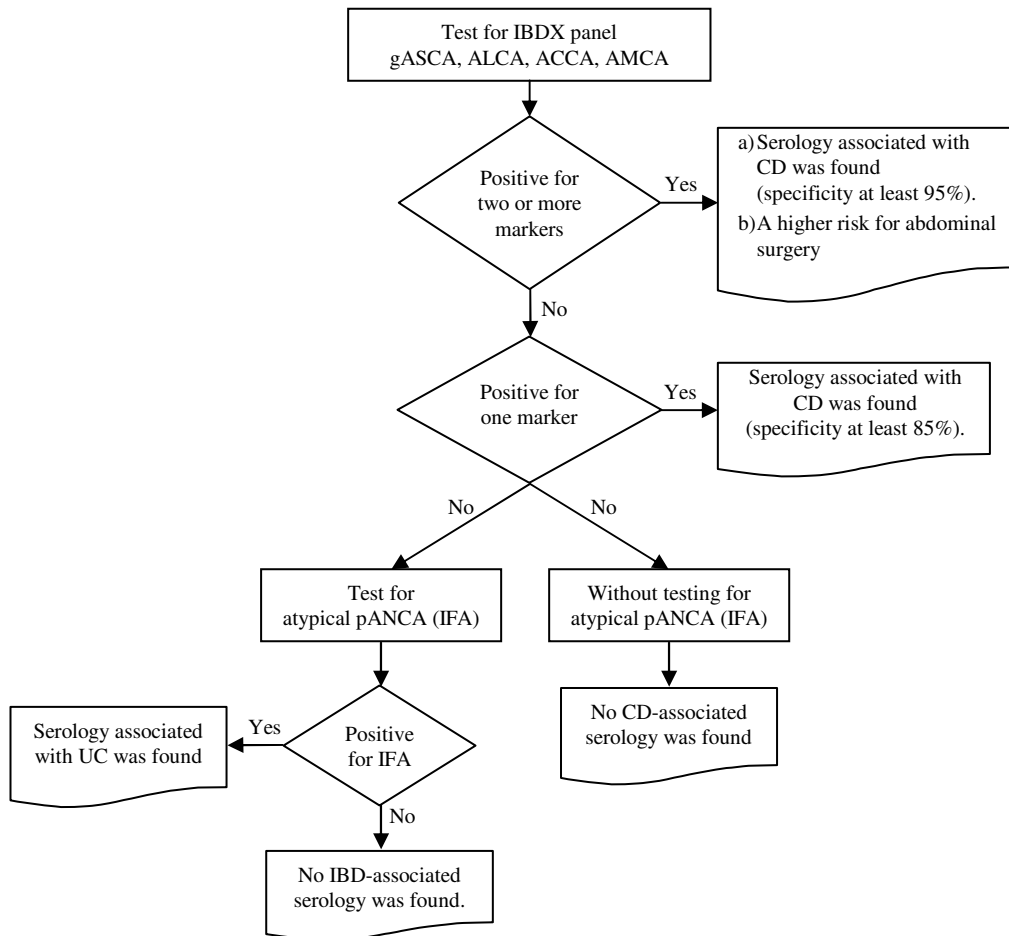 Test for IBDX panel
gASCA, ALCA, ACCA, AMCA
Positive for
two or more
markers
Yes
a) Serology associated with
CD was found
(specificity at least 95%).
b) A higher risk for abdominal
surgery
No
Positive for
one marker
Yes
Serology associated with
CD was found
(specificity at least 85%).
No
No
Test for
atypical pANCA (IFA)
Without testing for
atypical pANCA (IFA)
Serology associated
with UC was found
Yes
Positive
for IFA
No CD-associated
serology was found
No
No IBD-associated
serology was found.